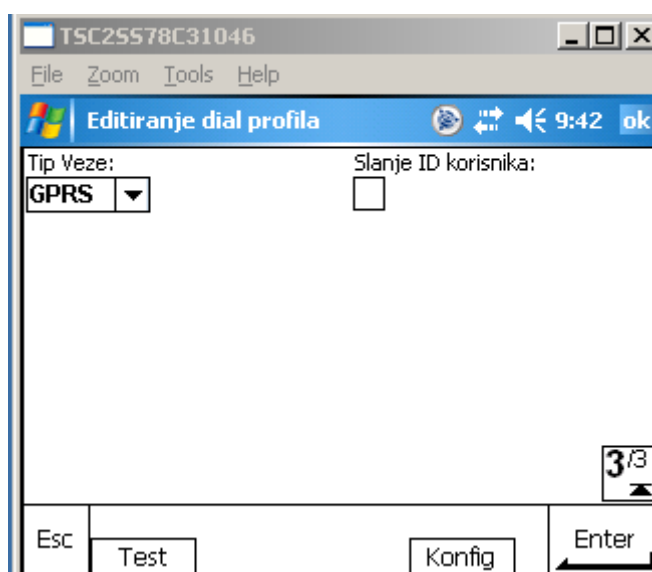 TSC2SS78C31046
File Zoom Tools Help
Editiranje dial profila 9:42 ok
Tip Veze: Slanje ID korisnika:
GPRS
3/3
Esc Enter
Test Konfig